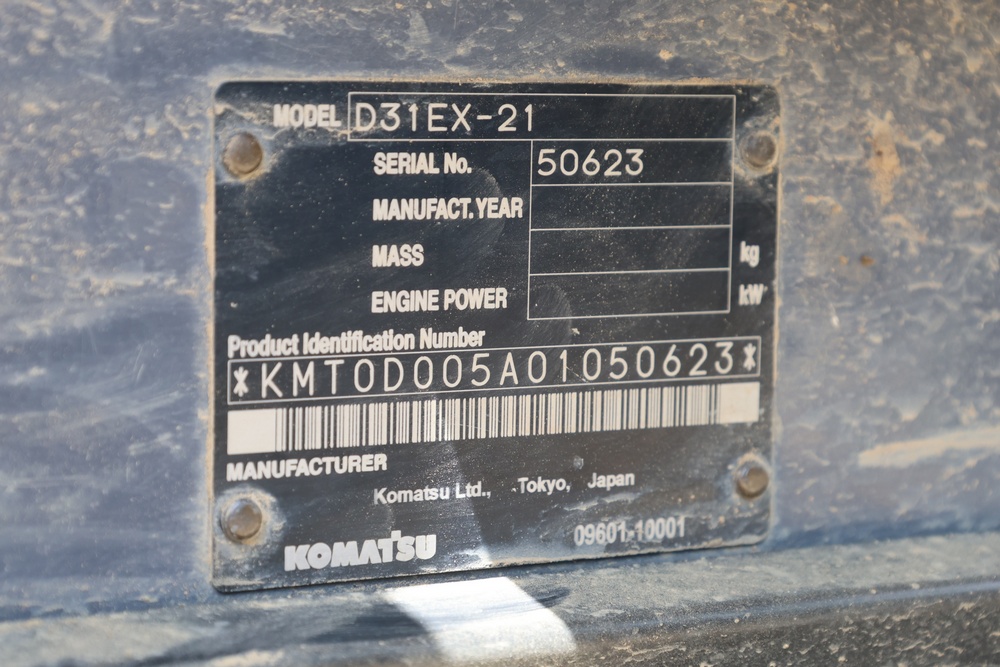 MODEL D31EX-21
SERIAL No. 50623
MANUFACT. YEAR
MASS kg
ENGINE POWER kW
Product Identification Number
*KMT0D005A01050623*
MANUFACTURER
Komatsu Ltd., Tokyo, Japan
KOMATSU 09601-10001